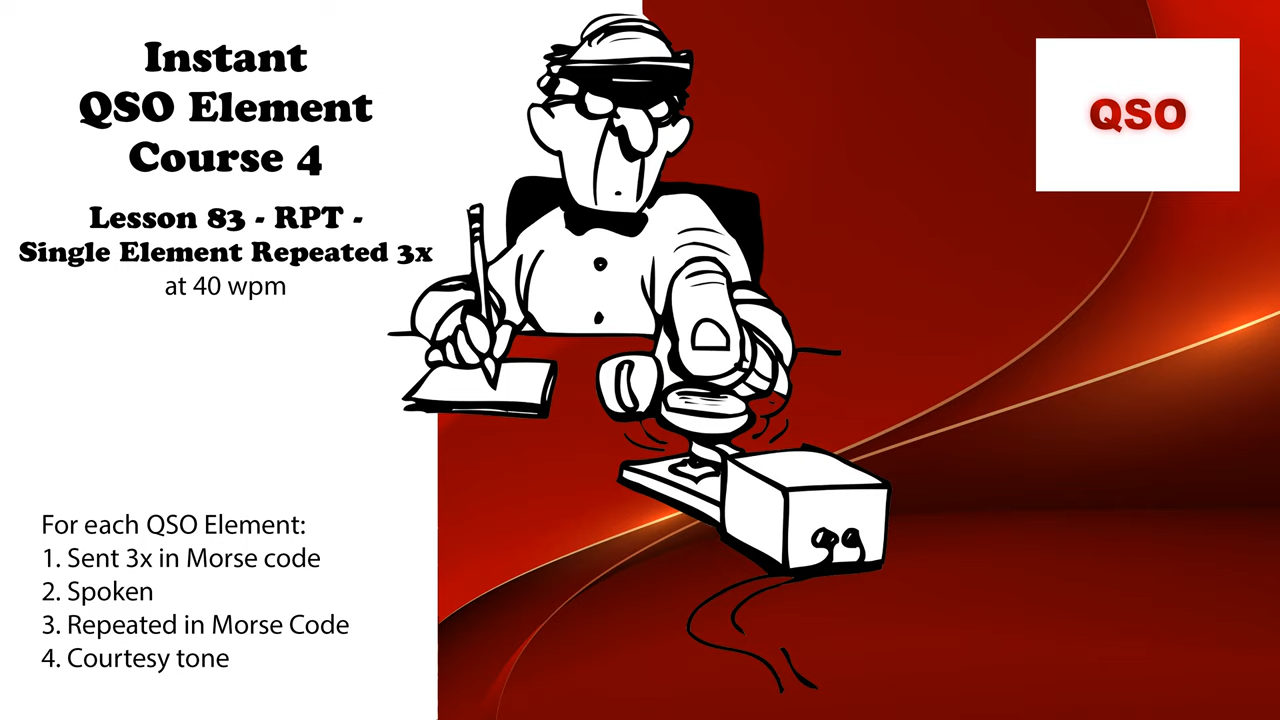 Instant
QSO Element
Course 4
Lesson 83 - RPT -
Single Element Repeated 3x
at 40 wpm
QSO
For each QSO Element:
1. Sent 3x in Morse code
2. Spoken
3. Repeated in Morse Code
4. Courtesy tone